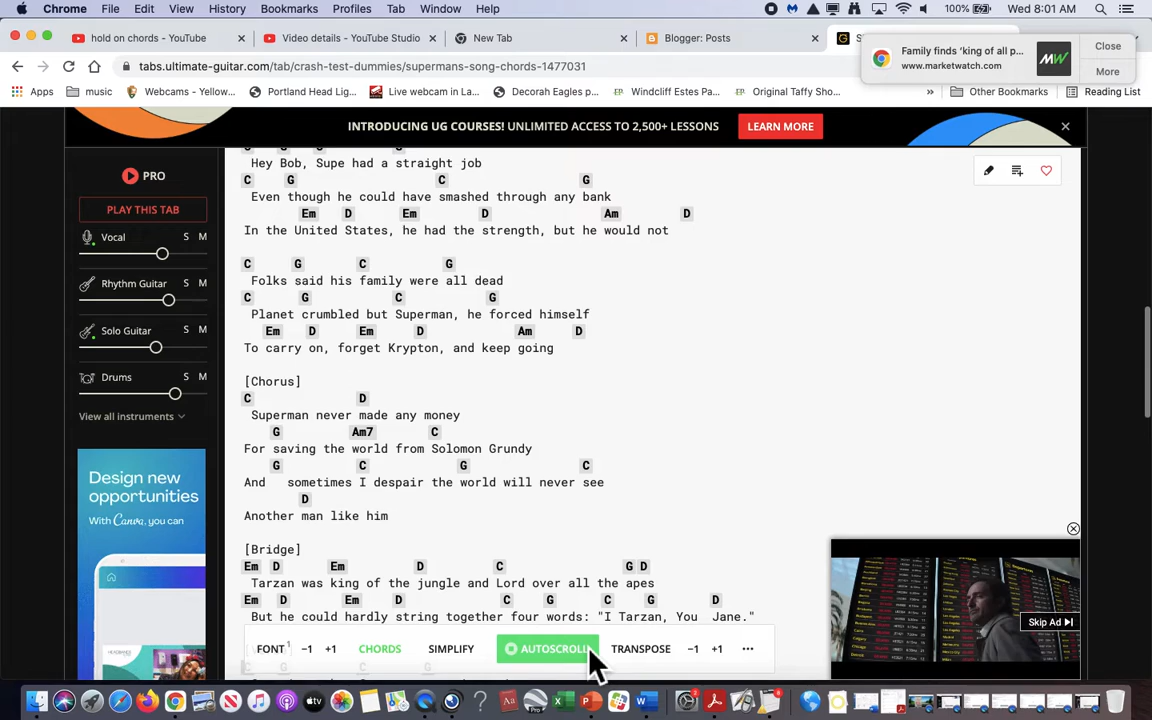 Chrome File Edit View History Bookmarks Profiles Tab Window Help 100% Wed 8:01 AM
hold on chords - YouTube Video details - YouTube Studio New Tab Blogger: Posts
tabs.ultimate-guitar.com/tab/crash-test-dummies/supermans-song-chords-1477031
Family finds 'king of all p...
www.marketwatch.com
Close
More
Apps music Webcams - Yellow... Portland Head Lig... Live webcam in La... Decorah Eagles p... Windcliff Estes Pa... Original Taffy Sho... » Other Bookmarks Reading List
INTRODUCING UG COURSES! UNLIMITED ACCESS TO 2,500+ LESSONS LEARN MORE
PRO
PLAY THIS TAB
Vocal S M
Rhythm Guitar S M
Solo Guitar S M
Drums S M
View all instruments
Design new
opportunities
With Canva, you can
Hey Bob, Supe had a straight job
C G C G
Even though he could have smashed through any bank
Em D Em D Am D
In the United States, he had the strength, but he would not
C G C G
Folks said his family were all dead
C G C G
Planet crumbled but Superman, he forced himself
Em D Em D Am D
To carry on, forget Krypton, and keep going
[Chorus]
C D
Superman never made any money
G Am7 C
For saving the world from Solomon Grundy
G C G C
And sometimes I despair the world will never see
D
Another man like him
[Bridge]
Em D Em D C G D
Tarzan was king of the jungle and Lord over all the apes
Em D Em D C G C G D
But he could hardly string together four words: "I Tarzan, You Jane."
FONT −1 +1 CHORDS SIMPLIFY AUTOSCROLL TRANSPOSE −1 +1 •••
Skip Ad